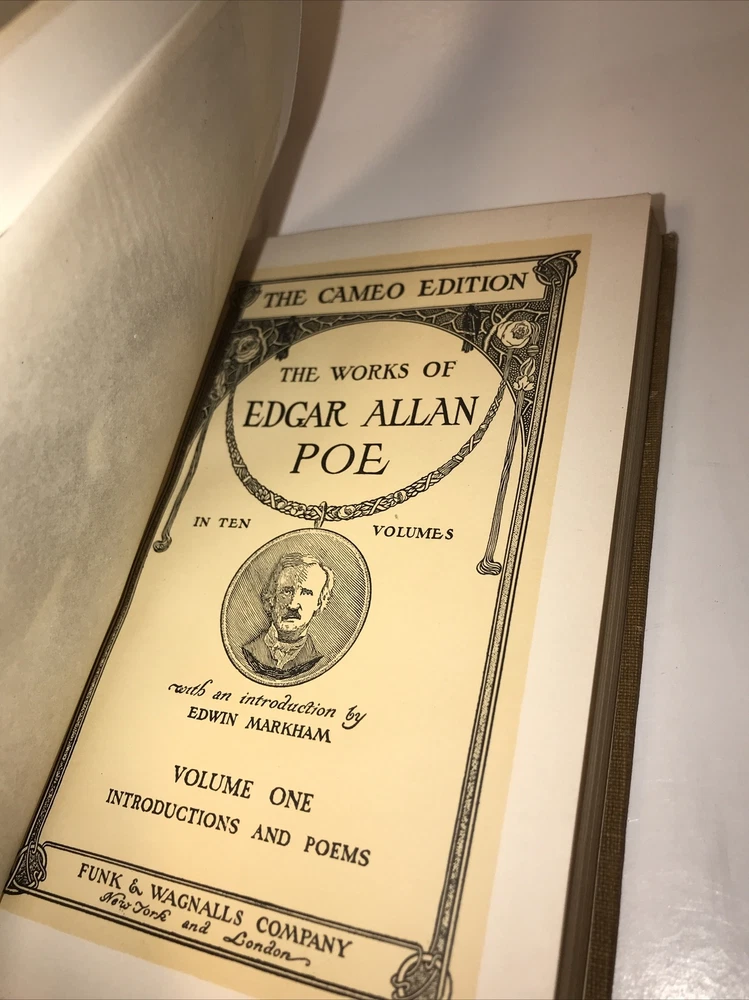 THE CAMEO EDITION
THE WORKS OF
EDGAR ALLAN
POE
IN TEN VOLUMES
with an introduction by
EDWIN MARKHAM
VOLUME ONE
INTRODUCTIONS AND POEMS
FUNK & WAGNALLS COMPANY
New York and London